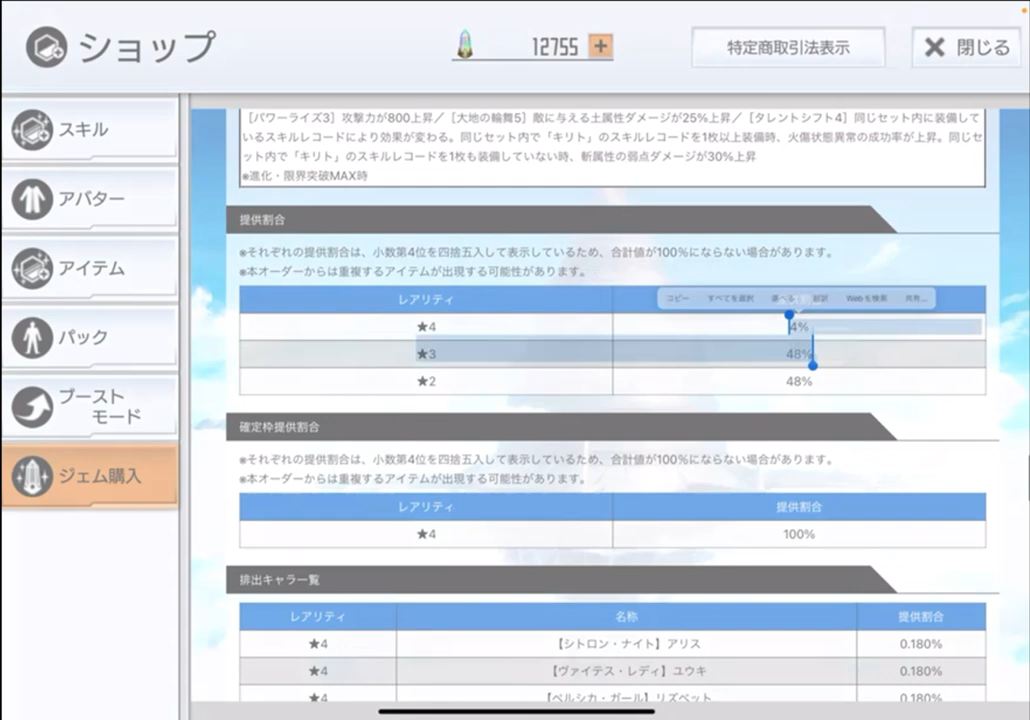 ショップ
12755
特定商取引法表示
閉じる
スキル
アバター
アイテム
パック
ブースト
モード
ジェム購入
［パワーライズ3］攻撃力が800上昇／［大地の輪舞5］敵に与える土属性ダメージが25%上昇／［タレントシフト4］同じセット内に装備して
いるスキルレコードにより効果が変わる。同じセット内で「キリト」のスキルレコードを1枚以上装備時、火傷状態異常の成功率が上昇。同じセ
ット内で「キリト」のスキルレコードを1枚も装備していない時、斬属性の弱点ダメージが30%上昇
※進化・限界突破MAX時
提供割合
※それぞれの提供割合は、小数第4位を四捨五入して表示しているため、合計値が100%にならない場合があります。
※本オーダーからは重複するアイテムが出現する可能性があります。
レアリティ
コピー すべてを選択 調べる 翻訳 Webを検索 共有...
★4 4%
★3 48%
★2 48%
確定枠提供割合
※それぞれの提供割合は、小数第4位を四捨五入して表示しているため、合計値が100%にならない場合があります。
※本オーダーからは重複するアイテムが出現する可能性があります。
レアリティ 提供割合
★4 100%
排出キャラ一覧
レアリティ 名称 提供割合
★4 【シトロン・ナイト】アリス 0.180%
★4 【ヴァイテス・レディ】ユウキ 0.180%
★4 【ペルシカ・ガール】リズベット 0.180%